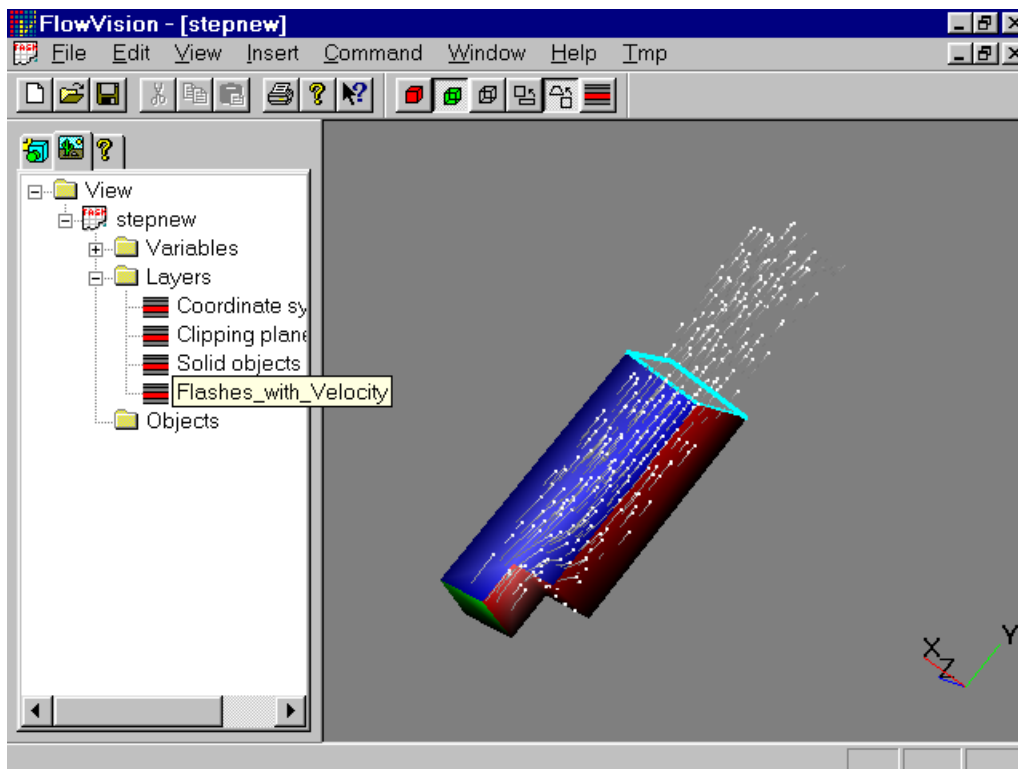 FlowVision - [stepnew]
File Edit View Insert Command Window Help Tmp
View
stepnew
Variables
Layers
Coordinate sy
Clipping plane
Solid objects
Flashes_with_Velocity
Objects
X
Z
Y